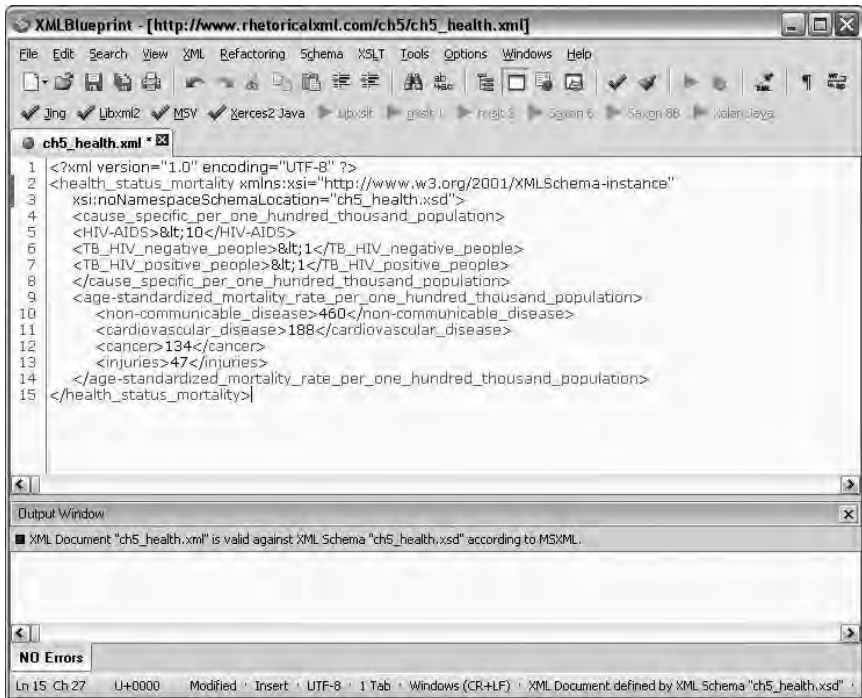 XMLBlueprint - [http://www.rhetoricalxml.com/ch5/ch5_health.xml]
File Edit Search View XML Refactoring Schema XSLT Tools Options Windows Help
Jing Libxml2 MSV Xerces2 Java Libxslt Saxon 6 Saxon 8B Xalan Java
ch5_health.xml *
1 <?xml version="1.0" encoding="UTF-8" ?>
2 <health_status_mortality xmlns:xsi="http://www.w3.org/2001/XMLSchema-instance"
3 xsi:noNamespaceSchemaLocation="ch5_health.xsd">
4 <cause_specific_per_one_hundred_thousand_population>
5 <HIV-AIDS>&lt;10</HIV-AIDS>
6 <TB_HIV_negative_people>&lt;1</TB_HIV_negative_people>
7 <TB_HIV_positive_people>&lt;1</TB_HIV_positive_people>
8 </cause_specific_per_one_hundred_thousand_population>
9 <age-standardized_mortality_rate_per_one_hundred_thousand_population>
10 <non-communicable_disease>460</non-communicable_disease>
11 <cardiovascular_disease>188</cardiovascular_disease>
12 <cancer>134</cancer>
13 <injuries>47</injuries>
14 </age-standardized_mortality_rate_per_one_hundred_thousand_population>
15 </health_status_mortality>
Output Window
XML Document "ch5_health.xml" is valid against XML Schema "ch5_health.xsd" according to MSXML.
NO Errors
Ln 15 Ch 27 U+0000 Modified Insert UTF-8 1 Tab Windows (CR+LF) XML Document defined by XML Schema "ch5_health.xsd"